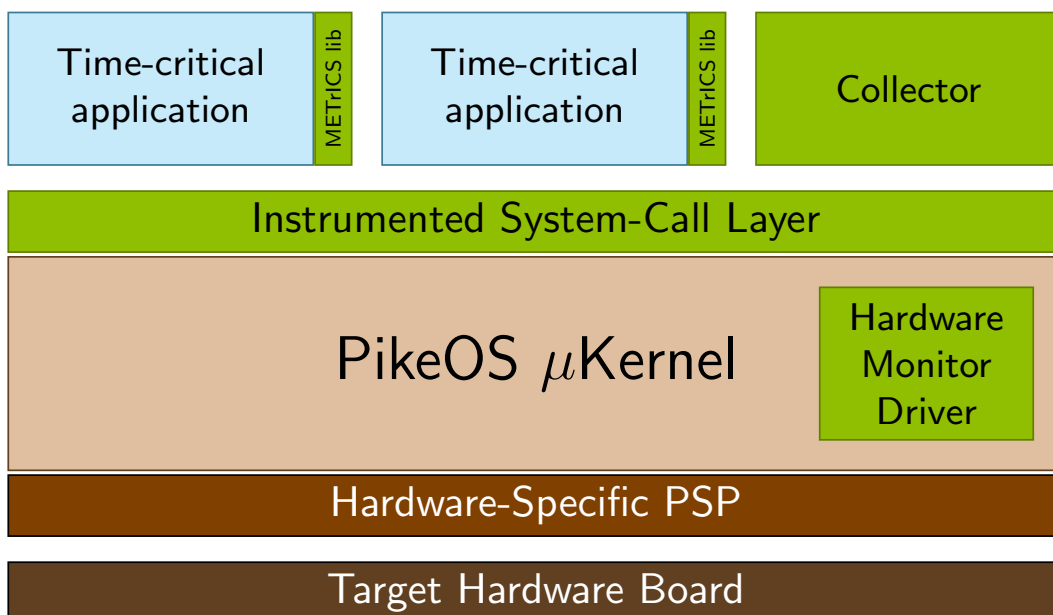 Time-critical
application
METrICS lib
Time-critical
application
METrICS lib
Collector
Instrumented System-Call Layer
PikeOS μKernel
Hardware
Monitor
Driver
Hardware-Specific PSP
Target Hardware Board